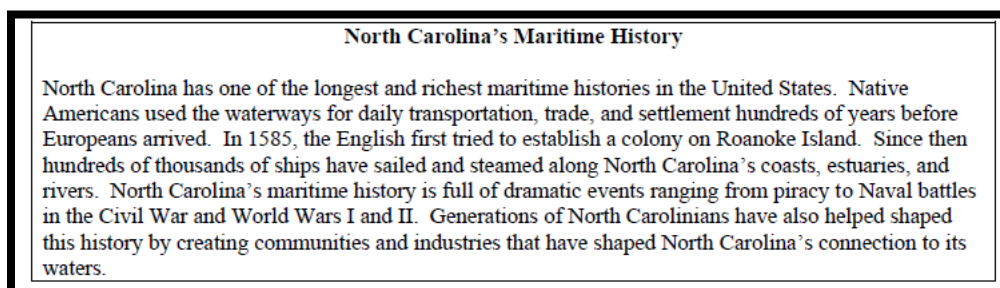 North Carolina’s Maritime History
North Carolina has one of the longest and richest maritime histories in the United States.  Native
Americans used the waterways for daily transportation, trade, and settlement hundreds of years before
Europeans arrived.  In 1585, the English first tried to establish a colony on Roanoke Island.  Since then
hundreds of thousands of ships have sailed and steamed along North Carolina’s coasts, estuaries, and
rivers.  North Carolina’s maritime history is full of dramatic events ranging from piracy to Naval battles
in the Civil War and World Wars I and II.  Generations of North Carolinians have also helped shaped
this history by creating communities and industries that have shaped North Carolina’s connection to its
waters.